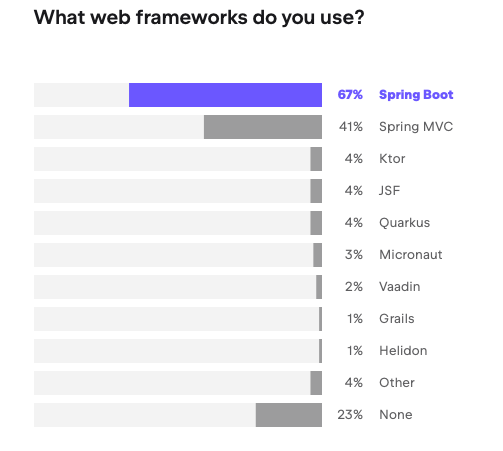 What web frameworks do you use?
67% Spring Boot
41% Spring MVC
4% Ktor
4% JSF
4% Quarkus
3% Micronaut
2% Vaadin
1% Grails
1% Helidon
4% Other
23% None